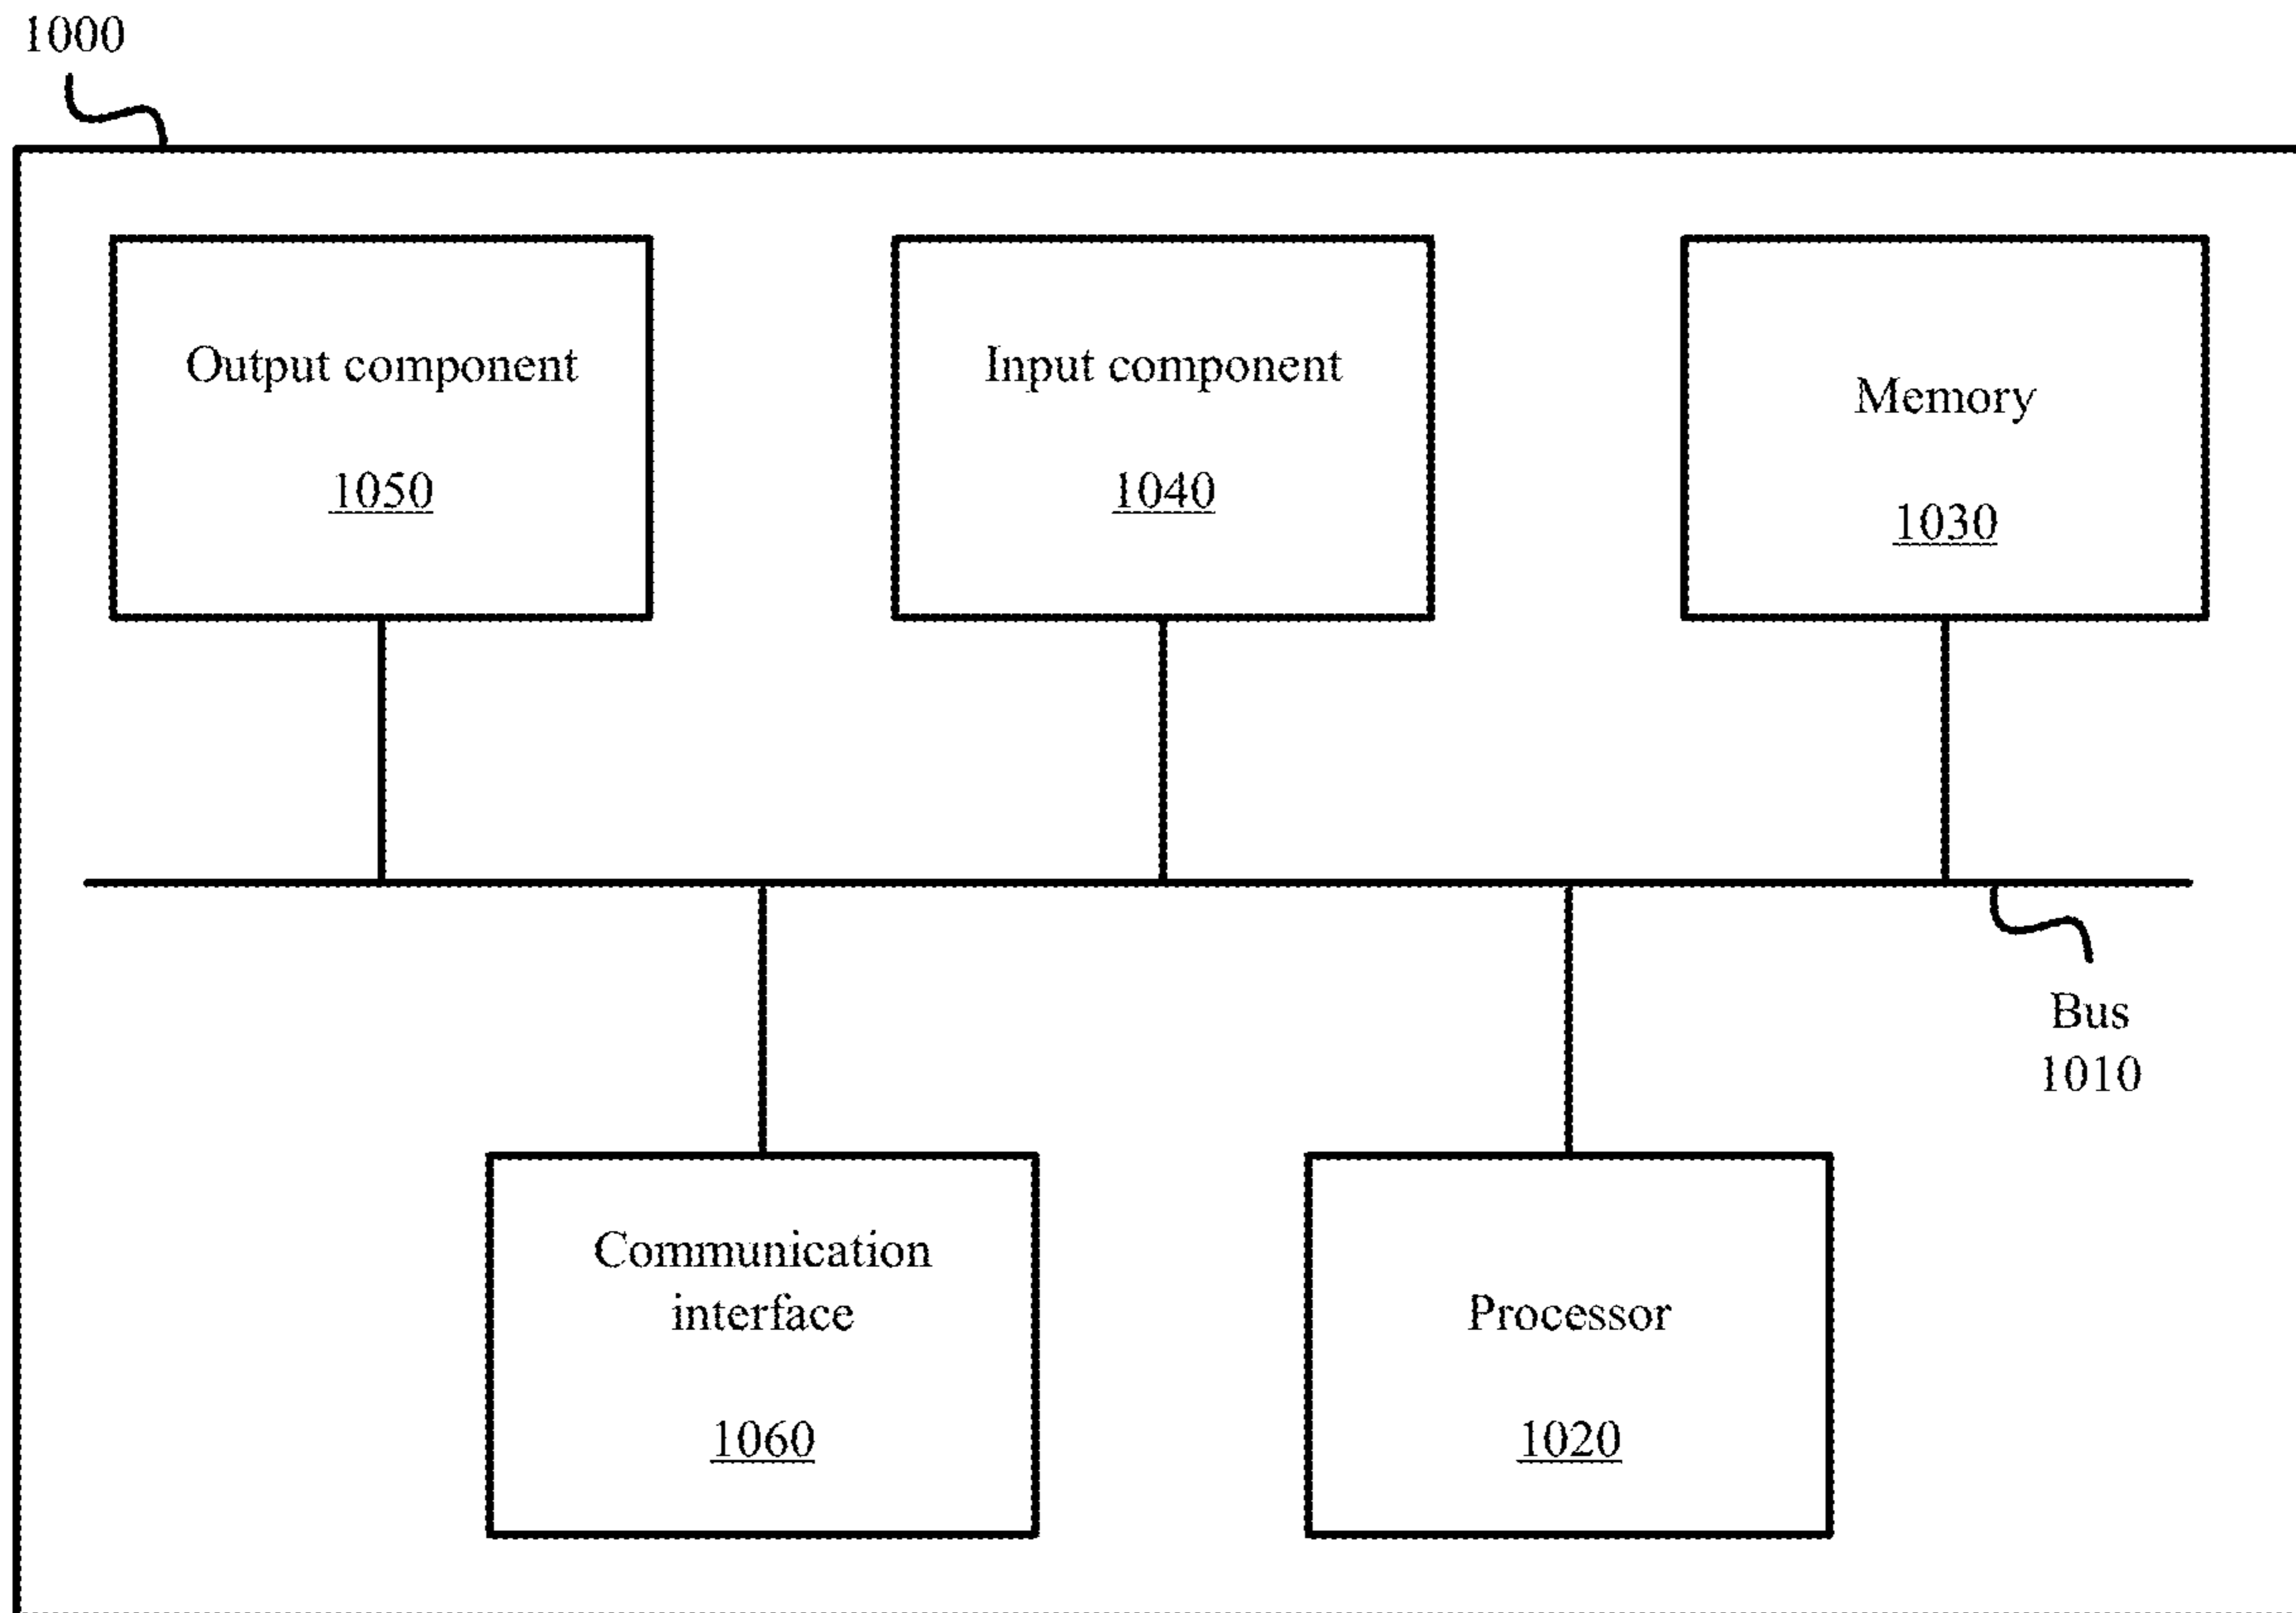 1000
Output component
1050
Input component
1040
Memory
1030
Bus
1010
Communication
interface
1060
Processor
1020